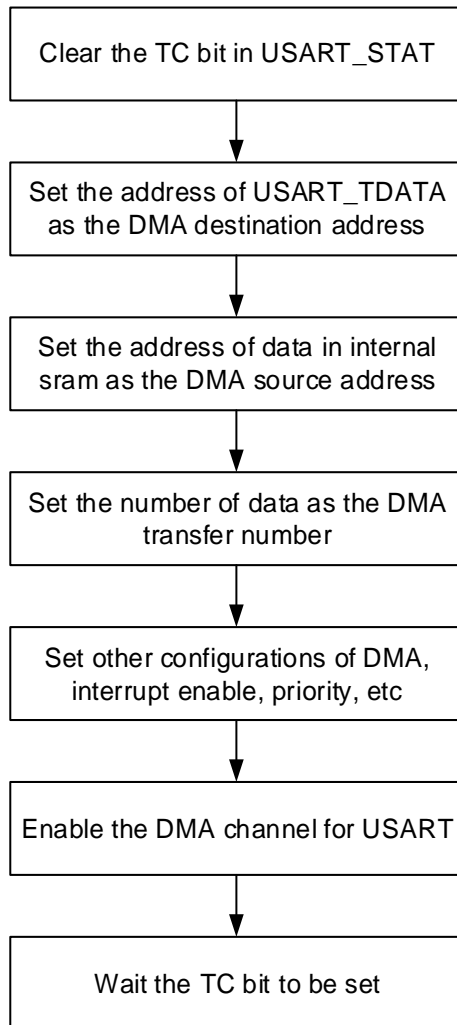 Clear the TC bit in USART_STAT
Set the address of USART_TDATA
as the DMA destination address
Set the address of data in internal
sram as the DMA source address
Set the number of data as the DMA
transfer number
Set other configurations of DMA,
interrupt enable, priority, etc
Enable the DMA channel for USART
Wait the TC bit to be set